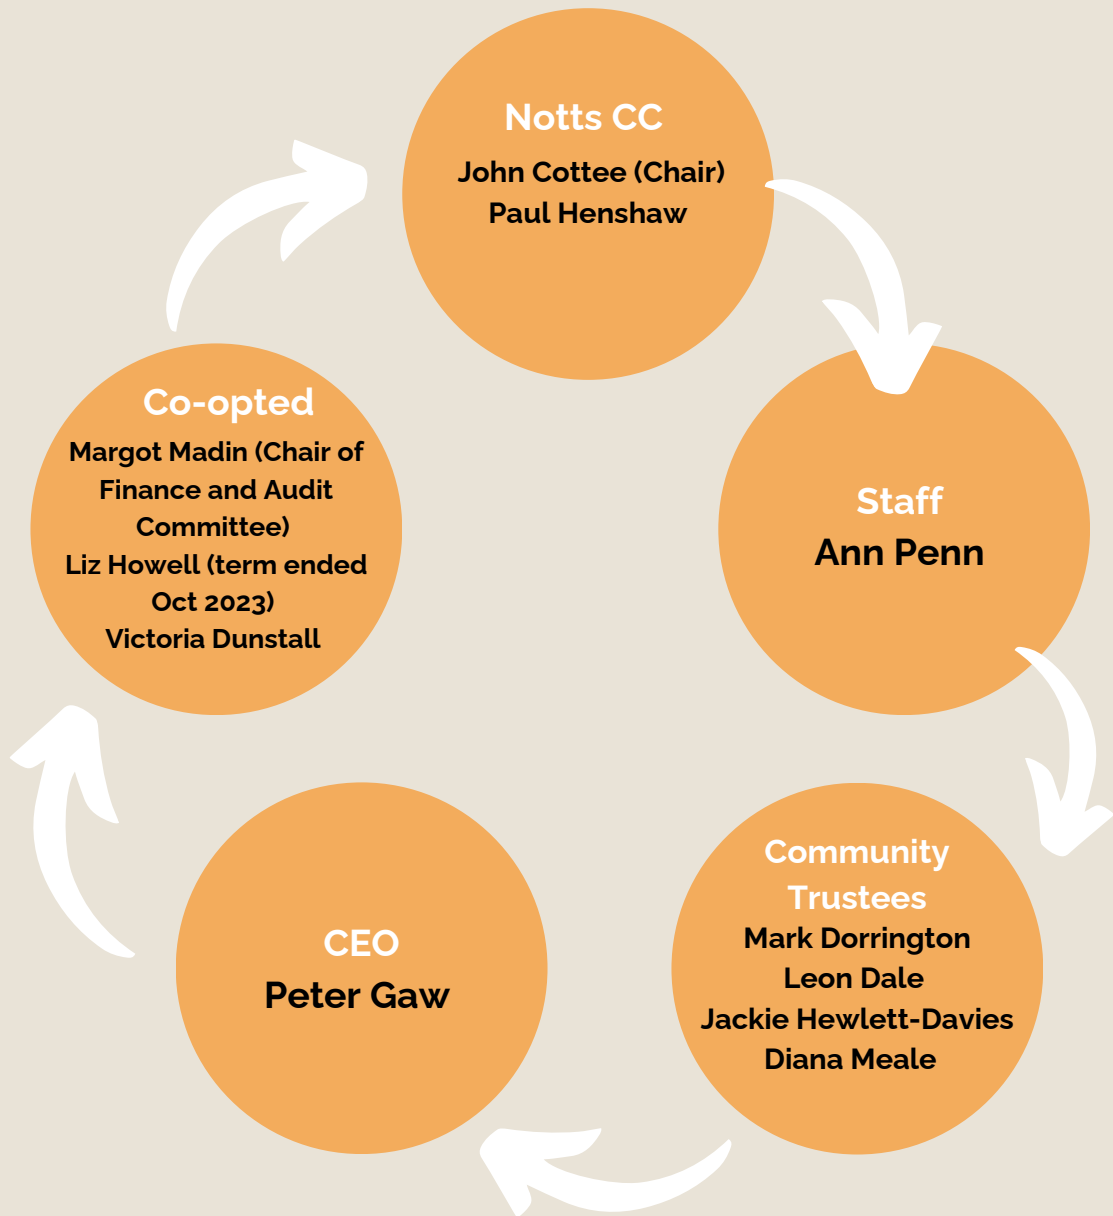 Notts CC
John Cottee (Chair)
Paul Henshaw
Staff
Ann Penn
Community
Trustees
Mark Dorrington
Leon Dale
Jackie Hewlett-Davies
Diana Meale
CEO
Peter Gaw
Co-opted
Margot Madin (Chair of
Finance and Audit
Committee)
Liz Howell (term ended
Oct 2023)
Victoria Dunstall